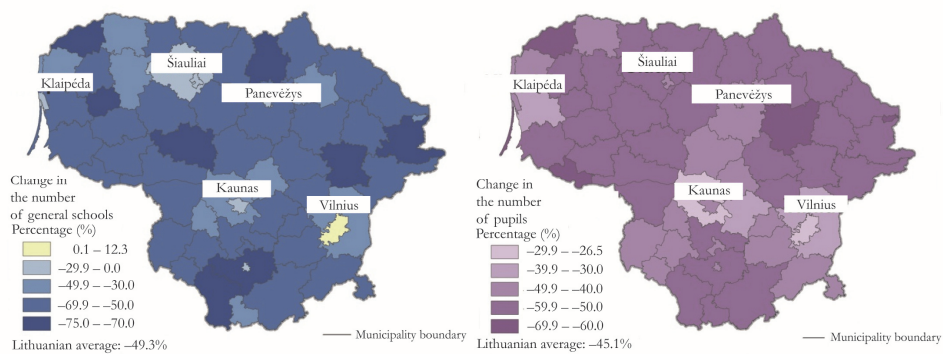 Klaipėda
Šiauliai
Panevėžys
Kaunas
Vilnius
Change in
the number
of general schools
Percentage (%)
0.1 – 12.3
–29.9 – 0.0
–49.9 – –30.0
–69.9 – –50.0
–75.0 – –70.0
Lithuanian average: –49.3%
Municipality boundary
Klaipėda
Šiauliai
Panevėžys
Kaunas
Vilnius
Change in
the number
of pupils
Percentage (%)
–29.9 – –26.5
–39.9 – –30.0
–49.9 – –40.0
–59.9 – –50.0
–69.9 – –60.0
Lithuanian average: –45.1%
Municipality boundary